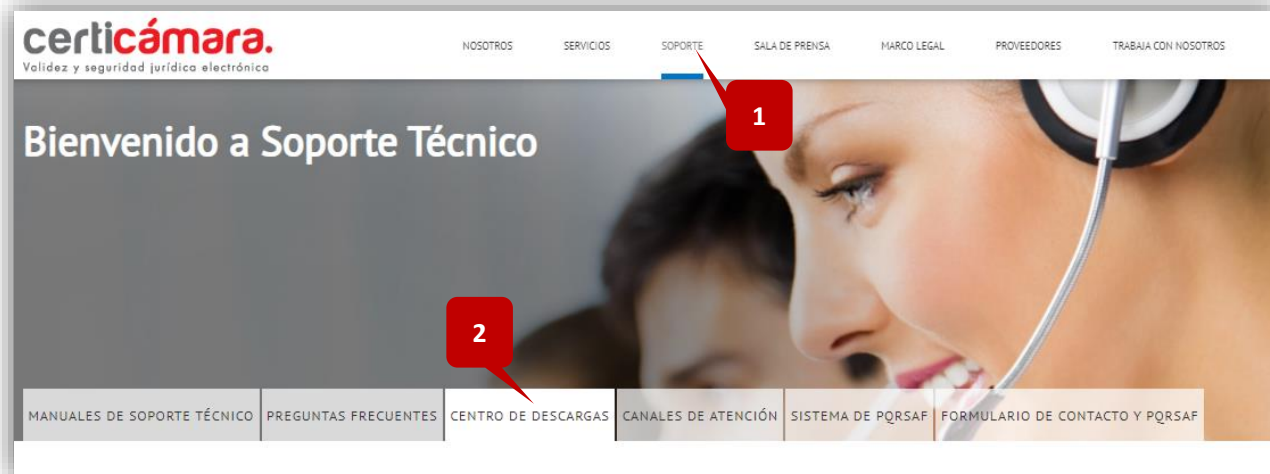 certicámara.
Validez y seguridad jurídica electrónica
NOSOTROS SERVICIOS SOPORTE SALA DE PRENSA MARCO LEGAL PROVEEDORES TRABAJA CON NOSOTROS
1
Bienvenido a Soporte Técnico
2
MANUALES DE SOPORTE TÉCNICO PREGUNTAS FRECUENTES CENTRO DE DESCARGAS CANALES DE ATENCIÓN SISTEMA DE PQRSAF FORMULARIO DE CONTACTO Y PQRSAF